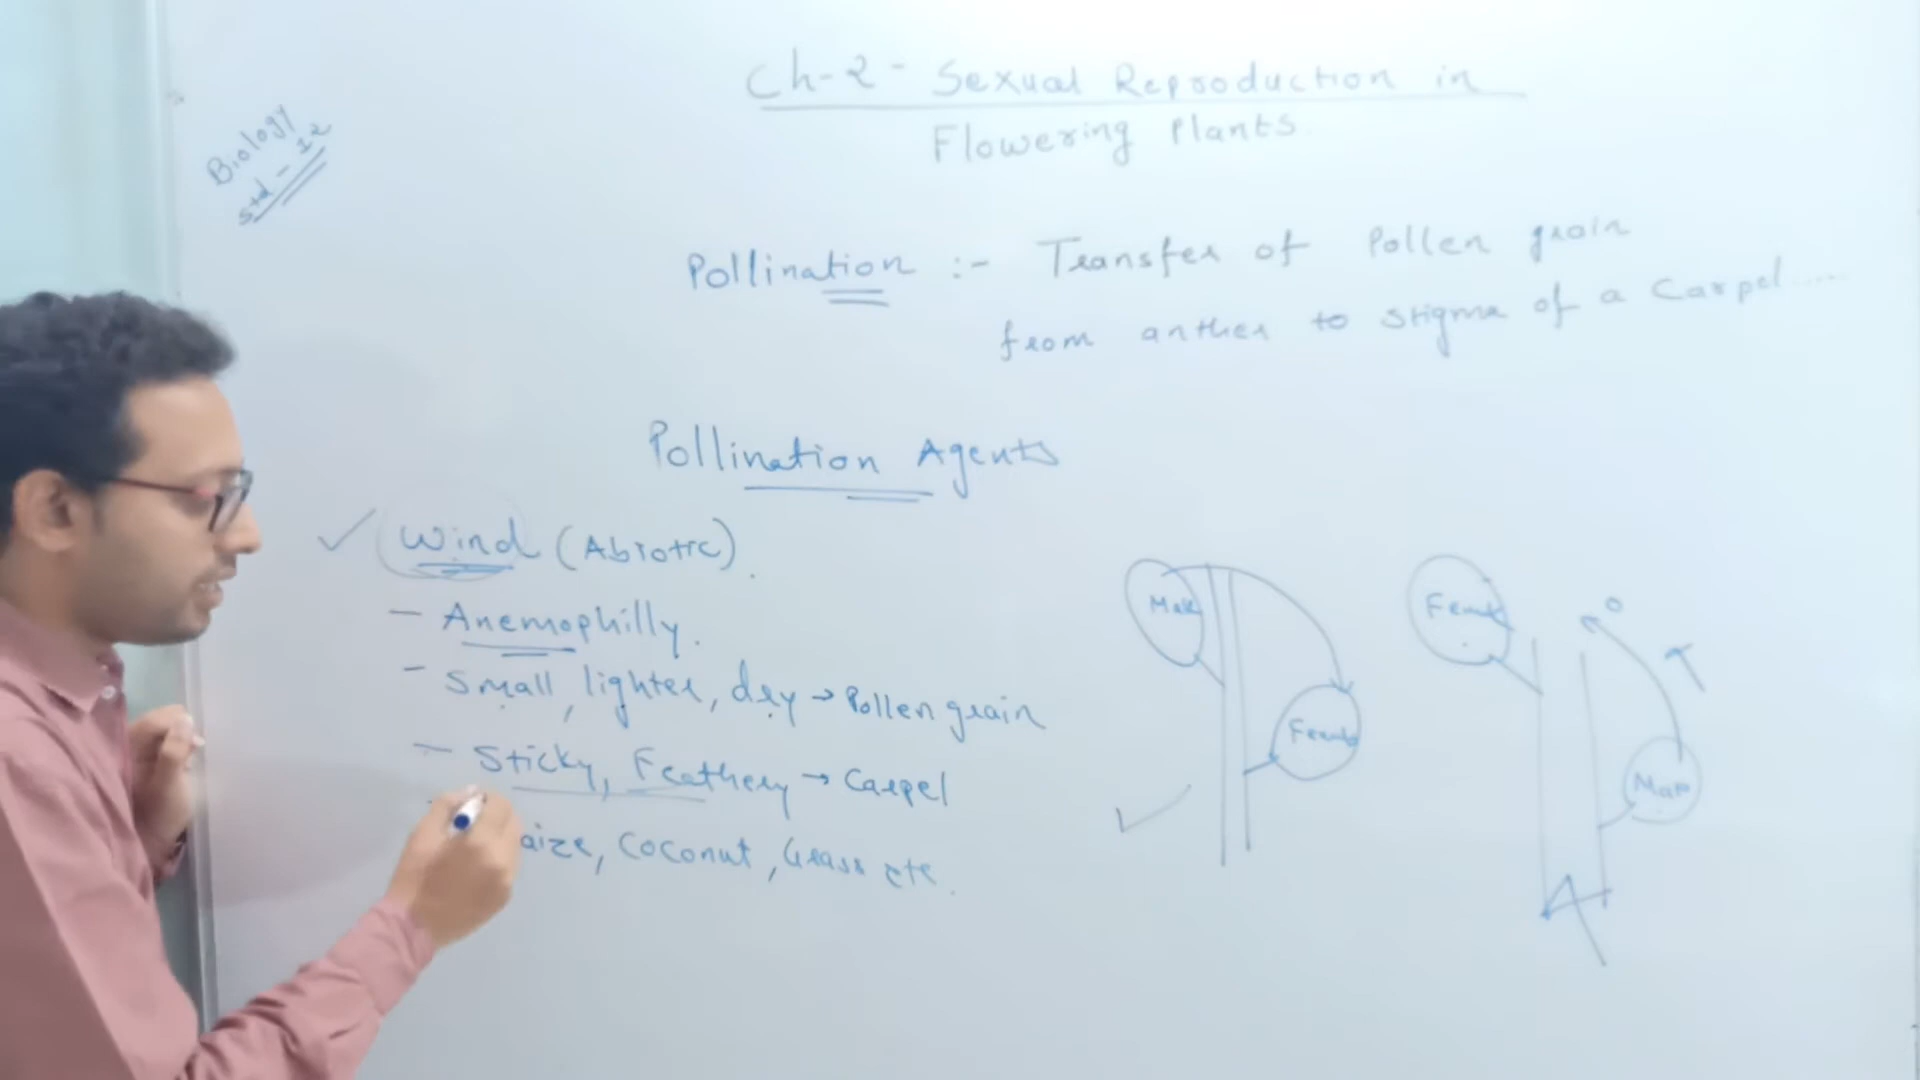 Biology
std - 12
Ch-2 - Sexual Reproduction in
Flowering Plants.
Pollination :- Transfer of Pollen grain
from anther to stigma of a Carpel.....
Pollination Agents
✓ Wind (Abiotic).
- Anemophilly.
- Small, lighter, dry → Pollen grain
- Sticky, Feathery → Carpel
aize, Coconut, Grass etc.
Male
Female
Female
Male